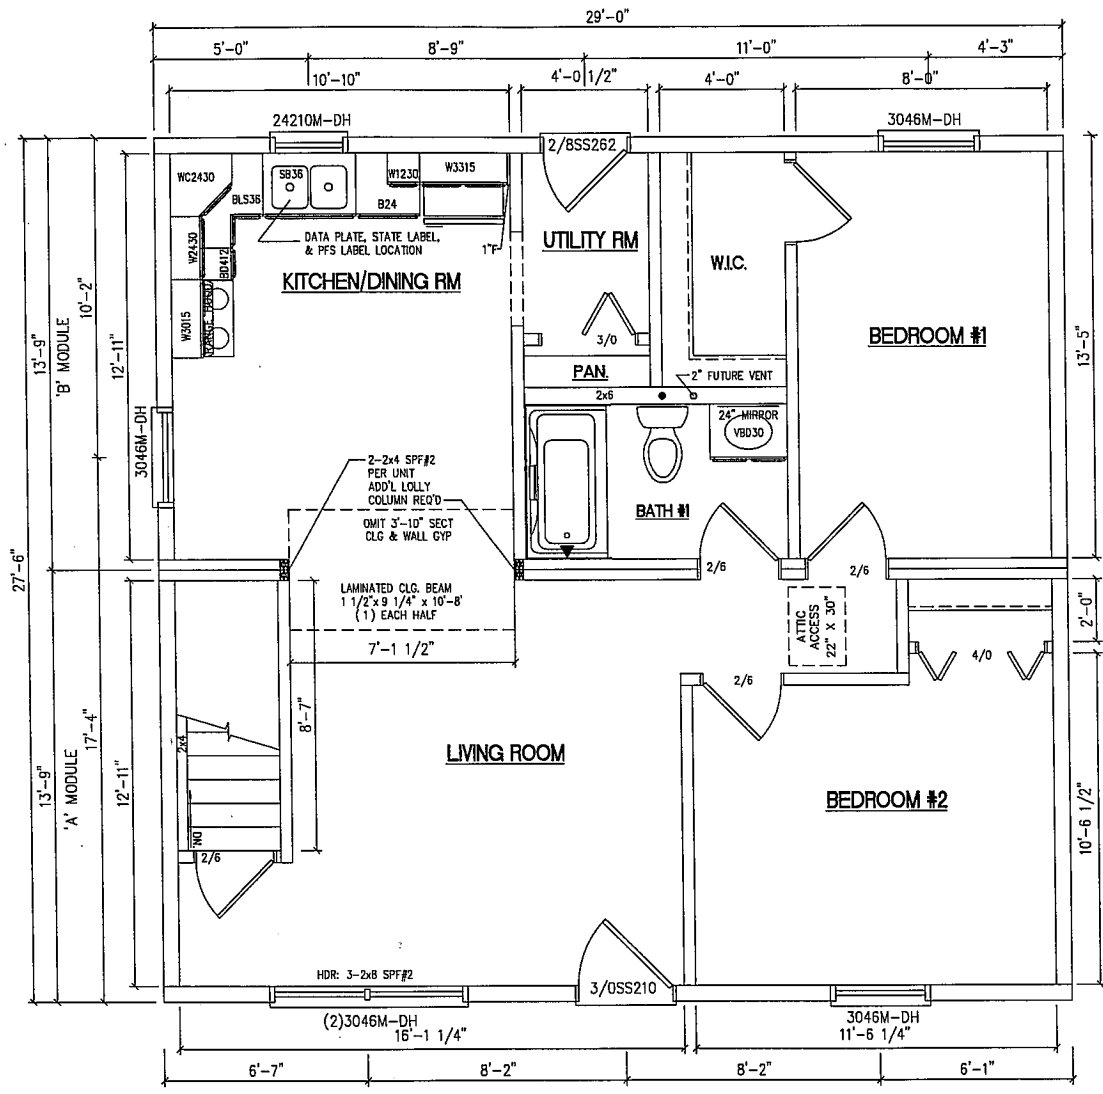 29'-0"
5'-0"
8'-9"
11'-0"
4'-3"
10'-10"
4'-0 1/2"
4'-0"
8'-0"
24210M-DH
2/8SS262
3046M-DH
WC2430
SB36
W1230
W3315
BLS36
B24
DATA PLATE, STATE LABEL,
& PFS LABEL LOCATION
1"F
UTILITY RM
W2430
BD412
W.I.C.
KITCHEN/DINING RM
W3015
RANGE HOOD
BEDROOM #1
3/0
PAN.
2" FUTURE VENT
2x6
24" MIRROR
VBD30
10'-2"
13'-9"
'B' MODULE
12'-11"
13'-5"
3046M-DH
2-2x4 SPF#2
PER UNIT
ADD'L LOLLY
COLUMN REQ'D
BATH #1
OMIT 3'-10" SECT
CLG & WALL GYP
2/6
2/6
27'-6"
LAMINATED CLG. BEAM
1 1/2"x 9 1/4" x 10'-8'
(1) EACH HALF
ATTIC
ACCESS
22" X 30"
2'-0"
7'-1 1/2"
4/0
2/6
8'-7"
17'-4"
2x4
LIVING ROOM
13'-9"
'A' MODULE
12'-11"
BEDROOM #2
10'-6 1/2"
DN.
2/6
HDR: 3-2x8 SPF#2
3/0SS210
(2)3046M-DH
3046M-DH
16'-1 1/4"
11'-6 1/4"
6'-7"
8'-2"
8'-2"
6'-1"